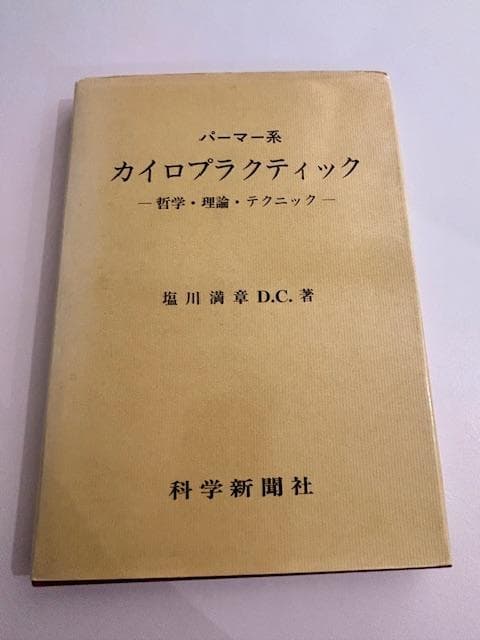 パーマー系
カイロプラクティック
―哲学・理論・テクニック―
塩川満章 D.C. 著
科学新聞社